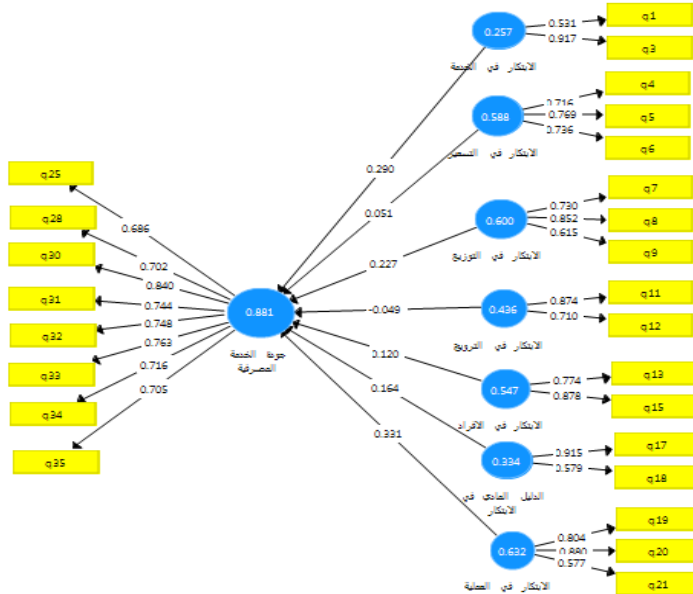 q1
0.531
0.257
0.917
q3
الابتكار في الخدمة
q4
0.716
0.588
0.769
q5
0.736
q6
الابتكار في التسعير
q7
0.730
0.600
0.852
q8
0.615
q9
الابتكار في التوزيع
q11
0.874
0.436
0.710
q12
الابتكار في الترويج
q13
0.774
0.547
0.878
q15
الابتكار في الافراد
q17
0.915
0.334
0.579
q18
الدليل المادي في
الابتكار
q19
0.804
0.632
0.880
q20
0.577
q21
الابتكار في العملية
0.290
0.051
0.227
-0.049
0.120
0.164
0.331
0.881
جودة الخدمة
المصرفية
q25
0.686
q28
0.702
q30
0.840
q31
0.744
q32
0.748
q33
0.763
q34
0.716
q35
0.705